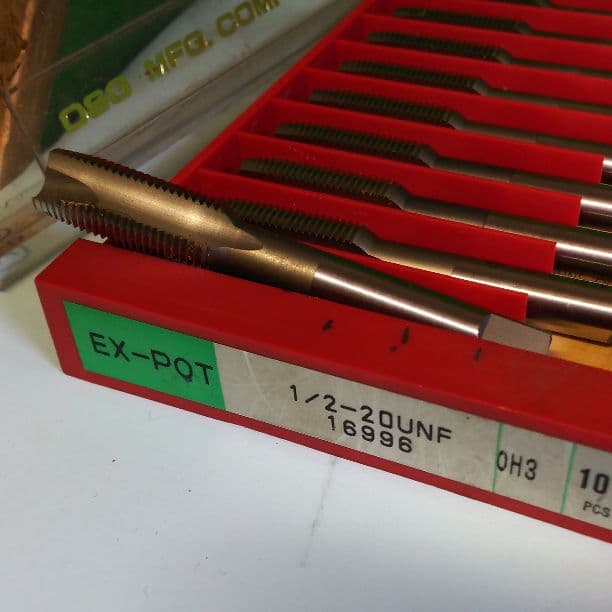 OSG MFG. COM
EX-POT
1/2-20UNF
16996
OH3
10
PCS